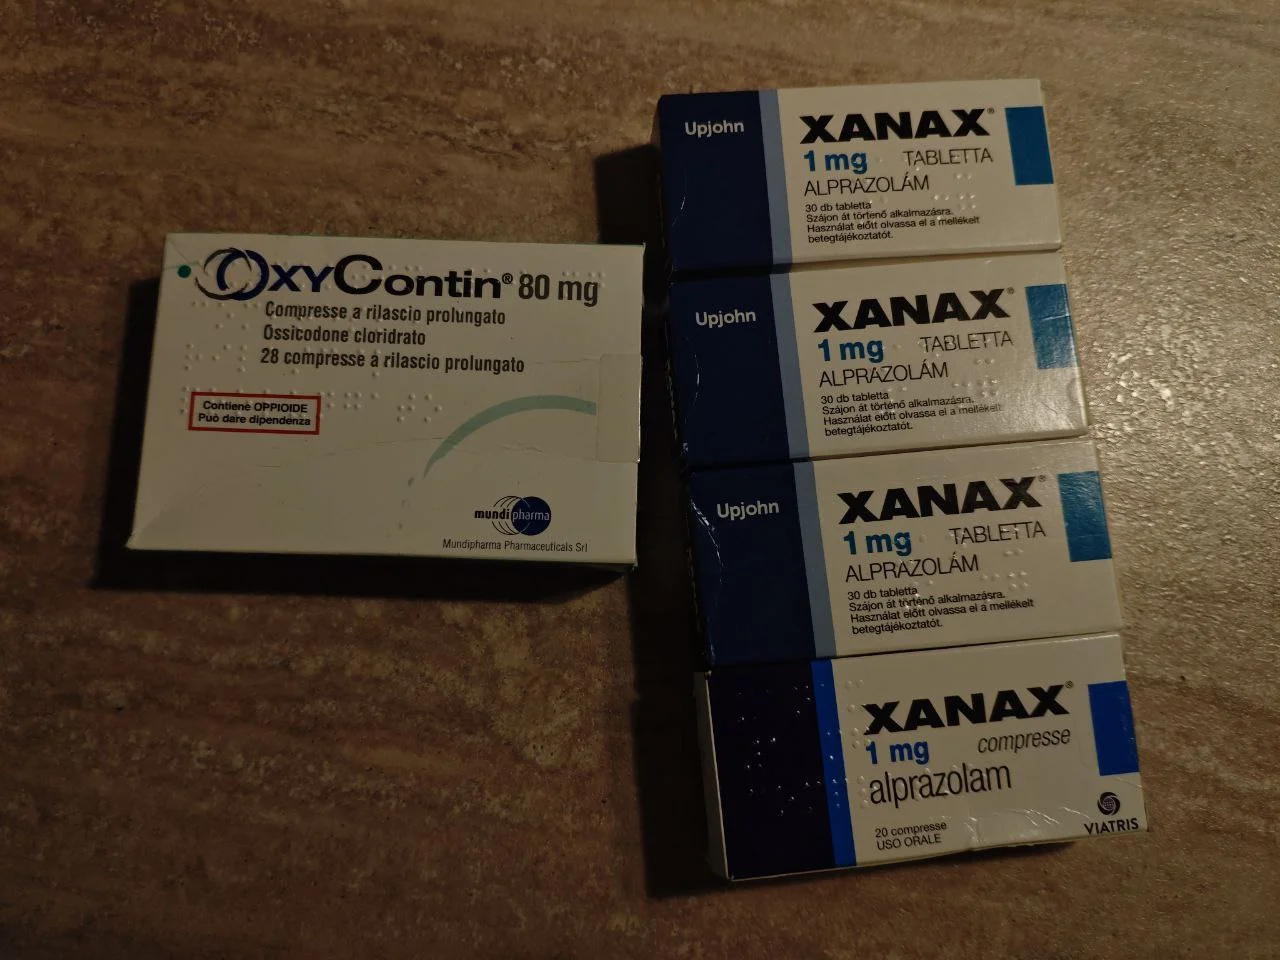 OXYContin® 80 mg
Compresse a rilascio prolungato
Ossicodone cloridrato
28 compresse a rilascio prolungato
Contiene OPPIOIDE
Può dare dipendenza
mundi pharma
Mundipharma Pharmaceuticals Srl
Upjohn
XANAX®
1 mg TABLETTA
ALPRAZOLÁM
30 db tabletta
Szájon át történő alkalmazásra.
Használat előtt olvassa el a mellékelt
betegtájékoztatót.
Upjohn
XANAX®
1 mg TABLETTA
ALPRAZOLÁM
30 db tabletta
Szájon át történő alkalmazásra.
Használat előtt olvassa el a mellékelt
betegtájékoztatót.
Upjohn
XANAX®
1 mg TABLETTA
ALPRAZOLÁM
30 db tabletta
Szájon át történő alkalmazásra.
Használat előtt olvassa el a mellékelt
betegtájékoztatót.
XANAX®
1 mg compresse
alprazolam
20 compresse
USO ORALE
VIATRIS